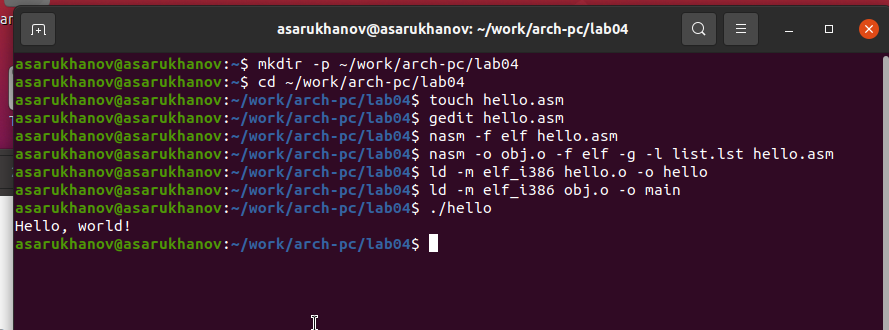 asarukhanov@asarukhanov: ~/work/arch-pc/lab04
asarukhanov@asarukhanov:~$ mkdir -p ~/work/arch-pc/lab04
asarukhanov@asarukhanov:~$ cd ~/work/arch-pc/lab04
asarukhanov@asarukhanov:~/work/arch-pc/lab04$ touch hello.asm
asarukhanov@asarukhanov:~/work/arch-pc/lab04$ gedit hello.asm
asarukhanov@asarukhanov:~/work/arch-pc/lab04$ nasm -f elf hello.asm
asarukhanov@asarukhanov:~/work/arch-pc/lab04$ nasm -o obj.o -f elf -g -l list.lst hello.asm
asarukhanov@asarukhanov:~/work/arch-pc/lab04$ ld -m elf_i386 hello.o -o hello
asarukhanov@asarukhanov:~/work/arch-pc/lab04$ ld -m elf_i386 obj.o -o main
asarukhanov@asarukhanov:~/work/arch-pc/lab04$ ./hello
Hello, world!
asarukhanov@asarukhanov:~/work/arch-pc/lab04$